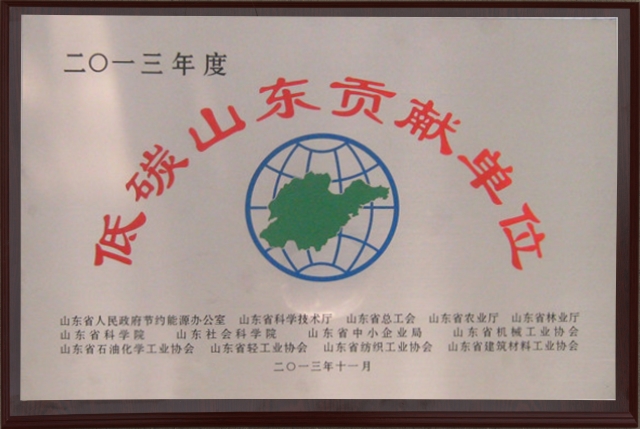 二〇一三年度
低碳山东贡献单位
山东省人民政府节约能源办公室 山东省科学技术厅 山东省总工会 山东省农业厅 山东省林业厅
山东省科学院 山东社会科学院 山东省中小企业局 山东省机械工业协会
山东省石油化学工业协会 山东省轻工业协会 山东省纺织工业协会 山东省建筑材料工业协会
二〇一三年十一月